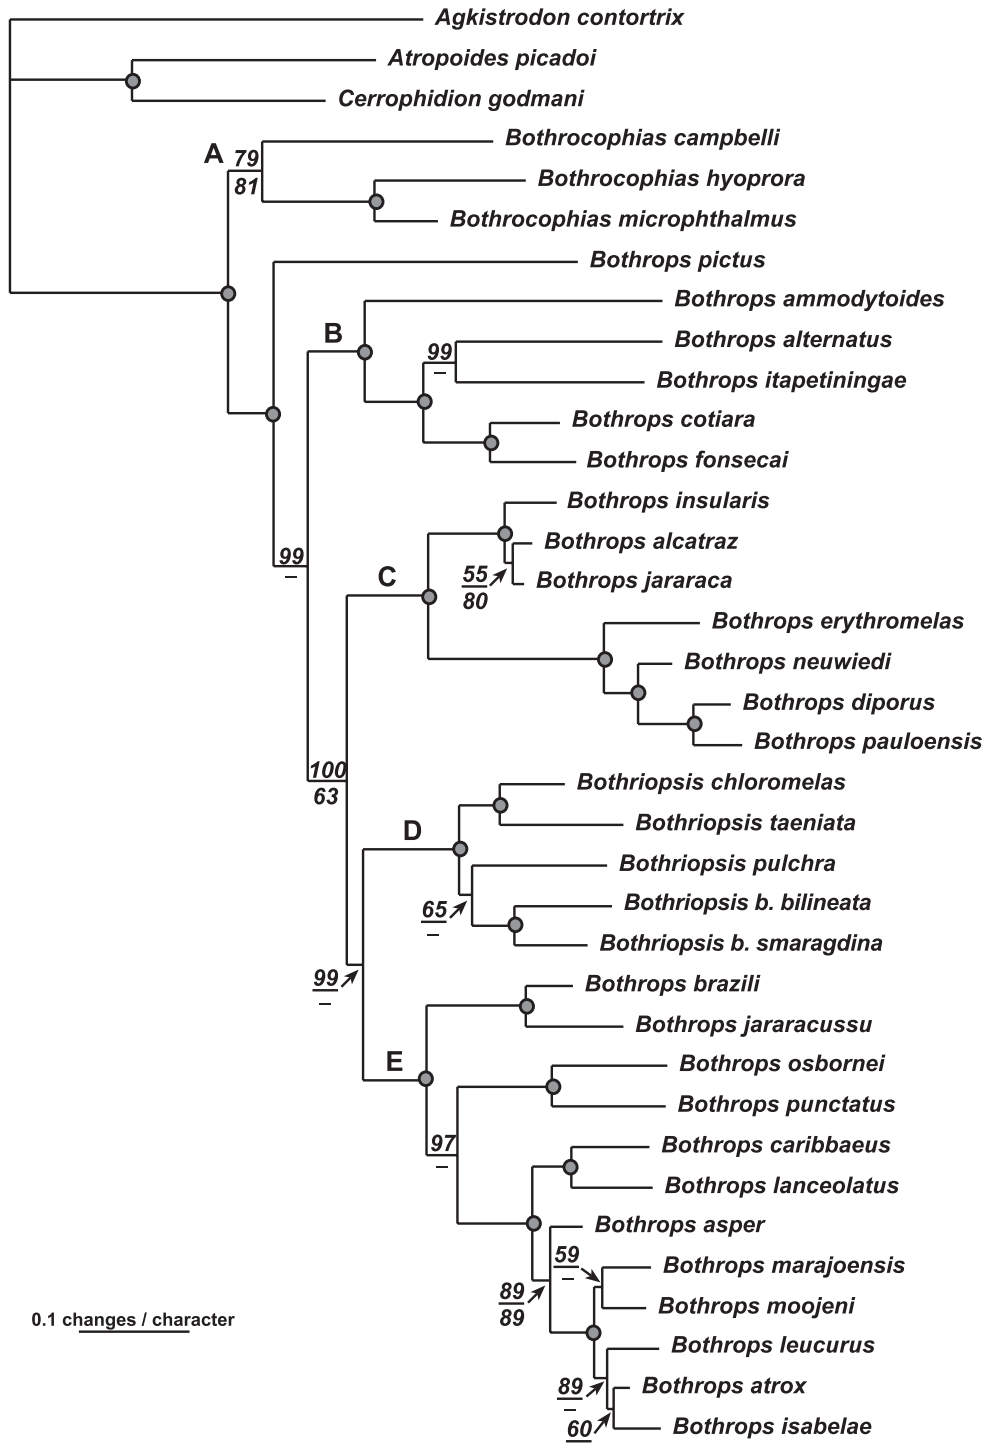 Agkistrodon contortrix
Atropoides picadoi
Cerrophidion godmani
Bothrocophias campbelli
A 79
81
Bothrocophias hyoprora
Bothrocophias microphthalmus
Bothrops pictus
Bothrops ammodytoides
B
Bothrops alternatus
99
–
Bothrops itapetiningae
Bothrops cotiara
Bothrops fonsecai
Bothrops insularis
Bothrops alcatraz
99
–
C
55
80
Bothrops jararaca
Bothrops erythromelas
Bothrops neuwiedi
Bothrops diporus
Bothrops pauloensis
100
63
Bothriopsis chloromelas
Bothriopsis taeniata
D
Bothriopsis pulchra
65
–
Bothriopsis b. bilineata
Bothriopsis b. smaragdina
99
–
Bothrops brazili
Bothrops jararacussu
E
Bothrops osbornei
Bothrops punctatus
97
–
Bothrops caribbaeus
Bothrops lanceolatus
Bothrops asper
59
–
Bothrops marajoensis
89
89
Bothrops moojeni
0.1 changes / character
Bothrops leucurus
89
–
Bothrops atrox
60
Bothrops isabelae